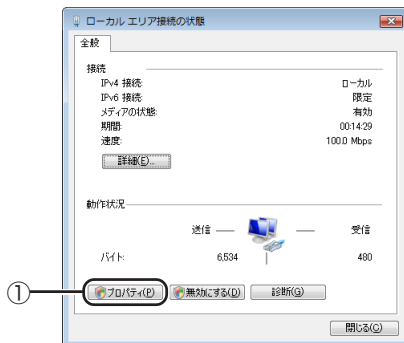 ローカル エリア接続の状態
全般
接続
IPv4 接続: ローカル
IPv6 接続: 限定
メディアの状態: 有効
期間: 00:14:29
速度: 100.0 Mbps
詳細(E)...
動作状況
送信 受信
バイト: 6,534 480
① プロパティ(P) 無効にする(D) 診断(G)
閉じる(C)